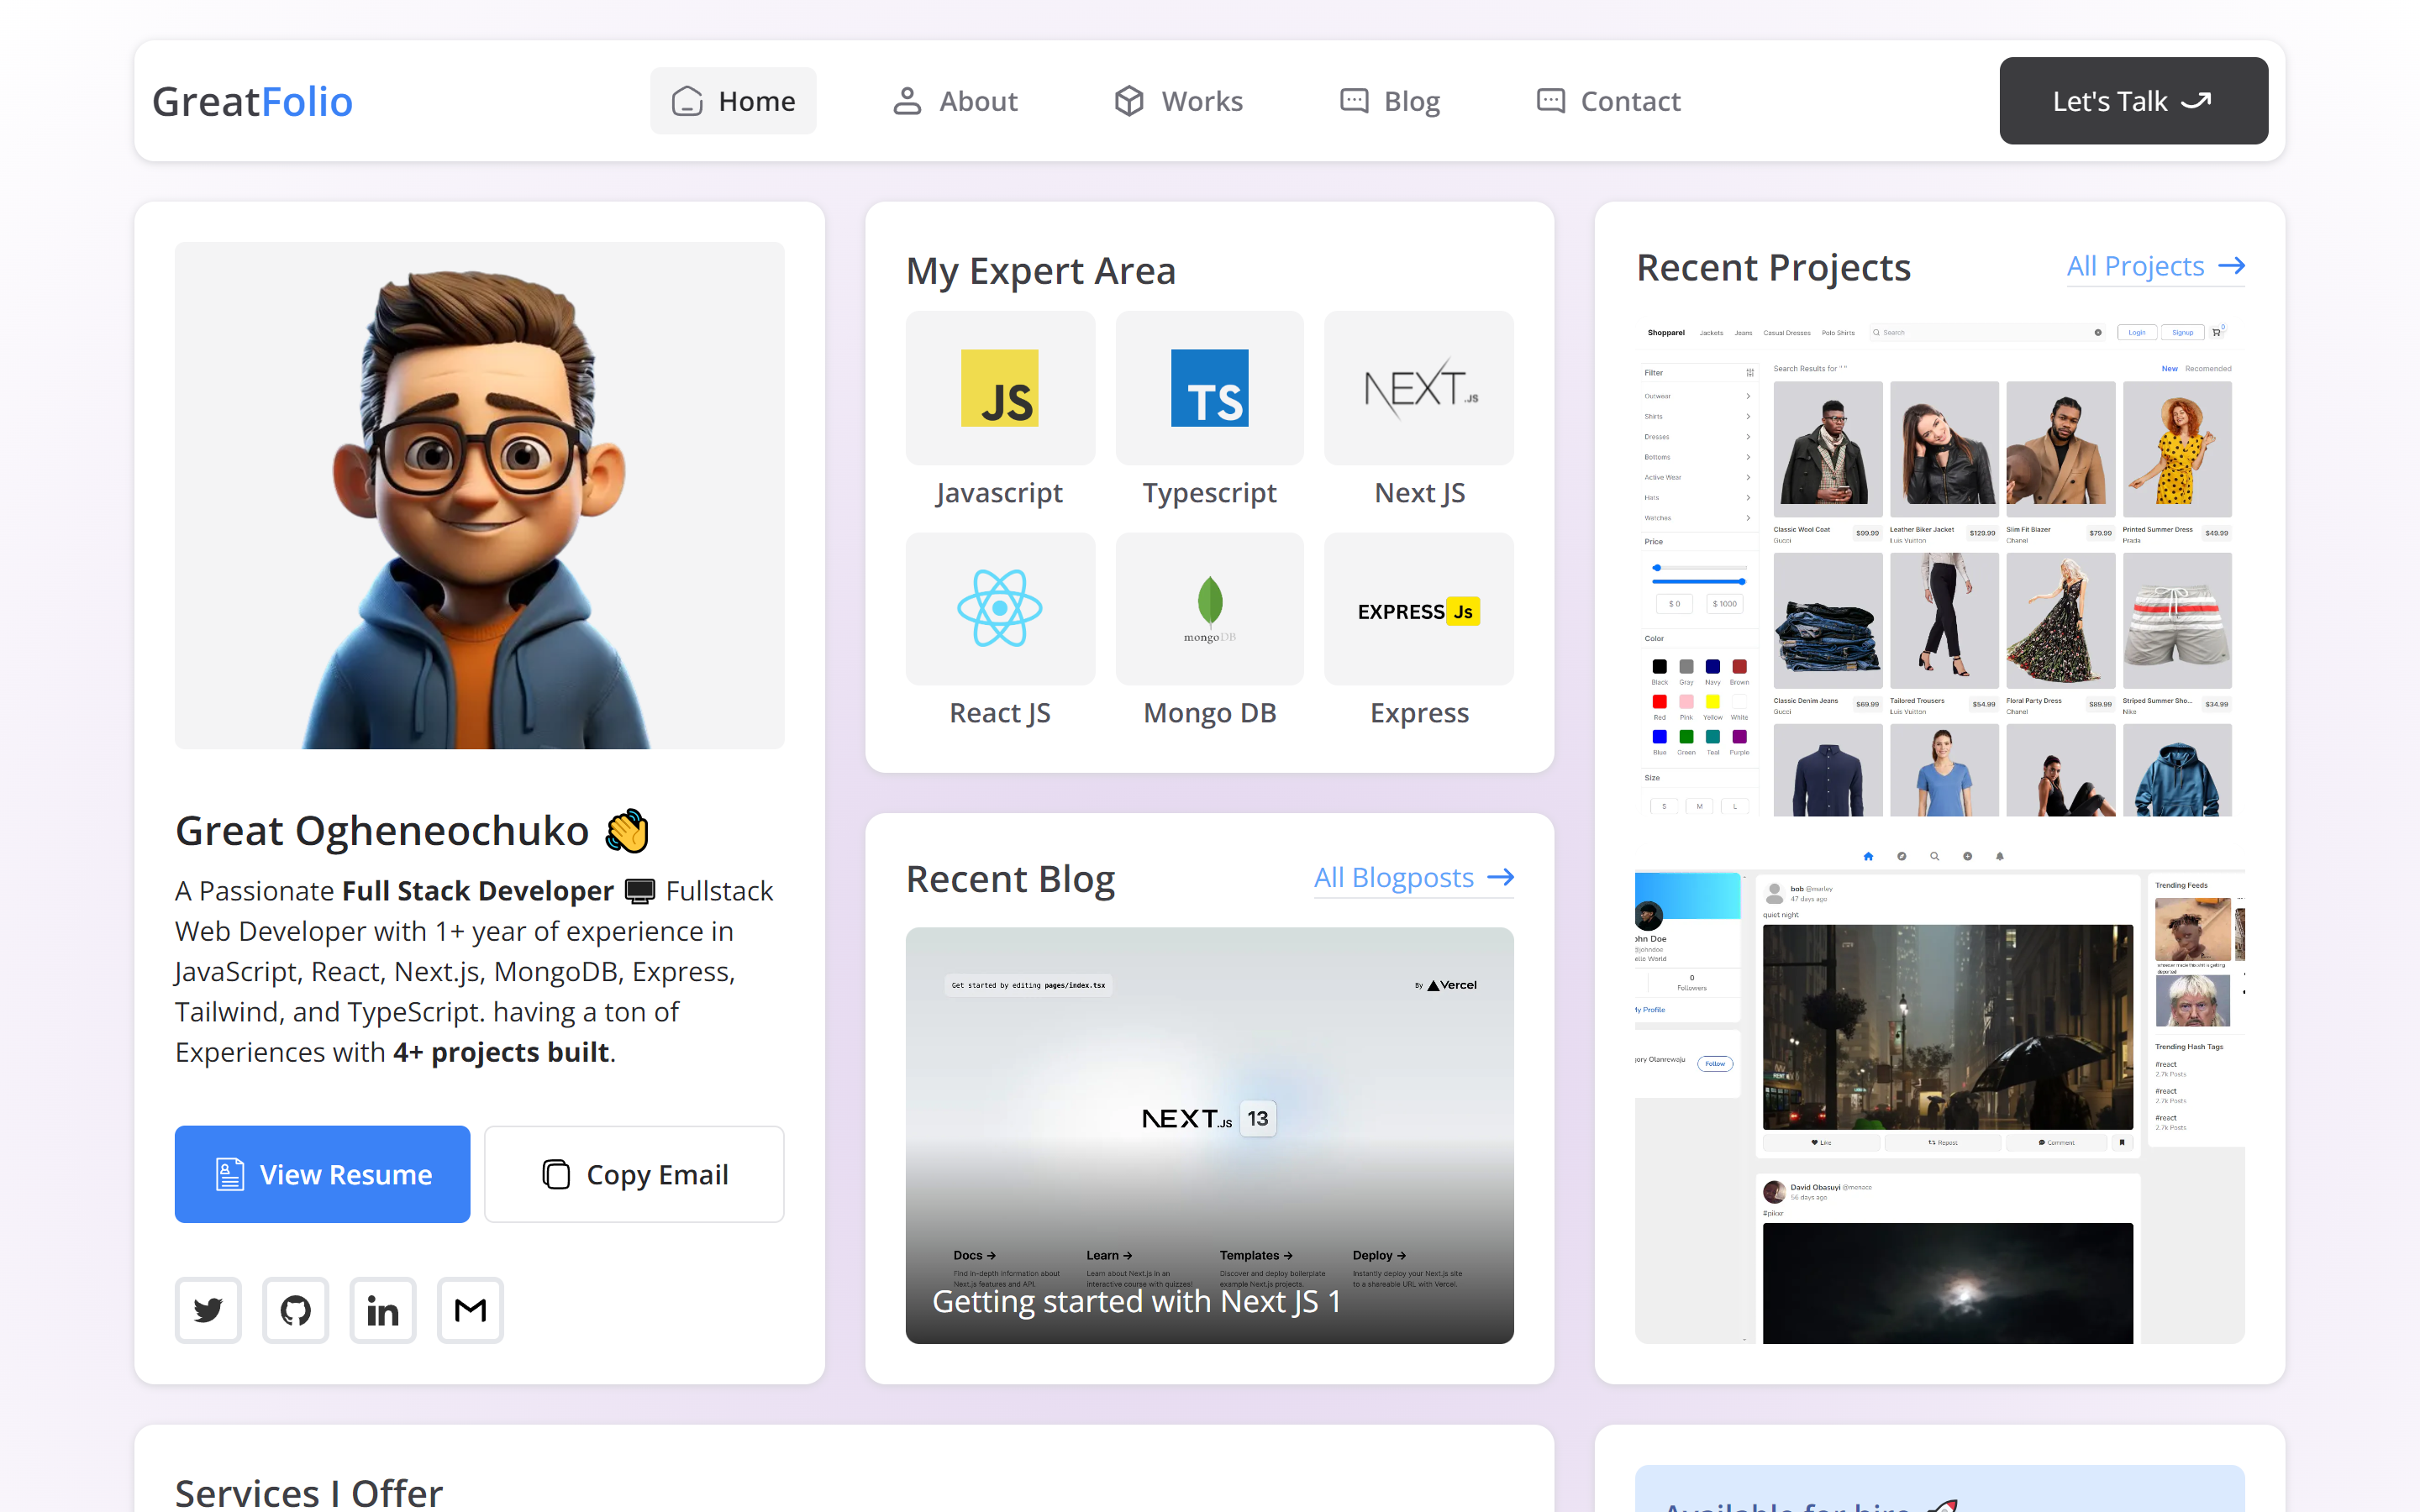 GreatFolio
Home
About
Works
Blog
Contact
Let's Talk
Great Ogheneochuko
A Passionate Full Stack Developer Fullstack
Web Developer with 1+ year of experience in
JavaScript, React, Next.js, MongoDB, Express,
Tailwind, and TypeScript. having a ton of
Experiences with 4+ projects built.
View Resume
Copy Email
My Expert Area
JS
TS
NEXT.JS
Javascript
Typescript
Next JS
mongoDB
EXPRESS Js
React JS
Mongo DB
Express
Recent Blog
All Blogposts
Get started by editing pages/index.tsx
By Vercel
NEXT.JS 13
Docs
Learn
Templates
Deploy
Find in-depth information about
Next.js features and API.
Learn about Next.js in an
interactive course with quizzes!
Discover and deploy boilerplate
example Next.js projects.
Instantly deploy your Next.js site
to a shareable URL with Vercel.
Getting started with Next JS 1
Recent Projects
All Projects
Shopparel
Jackets
Jeans
Casual Dresses
Polo Shirts
Search
Login
Signup
0
Filter
Outwear
Shirts
Dresses
Bottoms
Active Wear
Hats
Watches
Price
$ 0
$ 1000
Color
Black
Gray
Navy
Brown
Red
Pink
Yellow
White
Blue
Green
Teal
Purple
Size
S
M
L
Search Results for " "
New
Recomended
Classic Wool Coat
Gucci
$99.99
Leather Biker Jacket
Luis Vuitton
$129.99
Slim Fit Blazer
Chanel
$79.99
Printed Summer Dress
Prada
$49.99
Classic Denim Jeans
Gucci
$69.99
Tailored Trousers
Luis Vuitton
$54.99
Floral Party Dress
Chanel
$89.99
Striped Summer Sho...
Nike
$34.99
ohn Doe
@johndoe
ello World
0
Followers
My Profile
gory Olanrewaju
Follow
bob @marley
47 days ago
quiet night
Like
Repost
Comment
David Obasuyi @menace
56 days ago
#pikxr
Trending Feeds
Trending Hash Tags
#react
2.7k Posts
#react
2.7k Posts
#react
2.7k Posts
Services I Offer
Available for hire